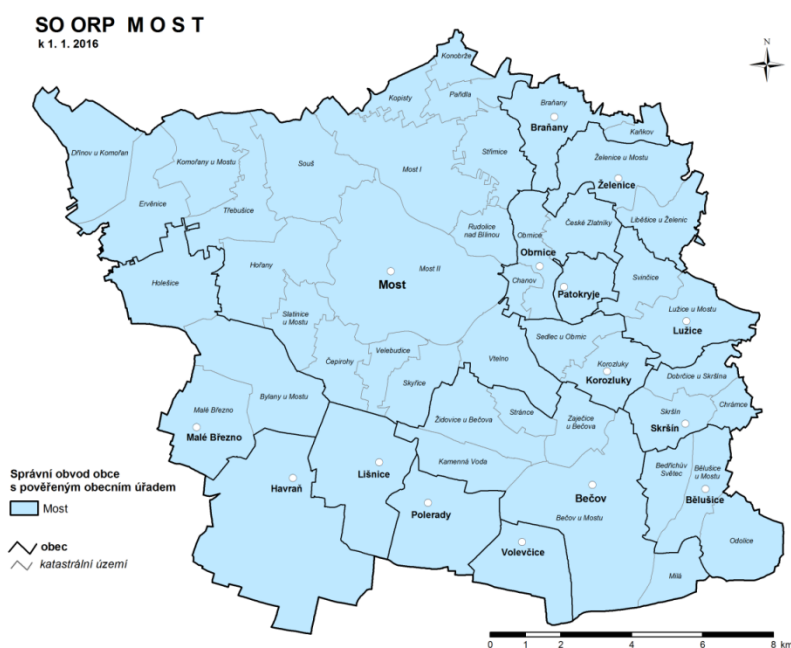 SO ORP M O S T
k 1. 1. 2016
N
Konobrže
Kopisty
Pařidla
Braňany
Braňany
Kaňkov
Dřínov u Komořan
Komořany u Mostu
Souš
Most I
Střimice
Želenice u Mostu
Želenice
Ervěnice
Třebušice
Rudolice
nad Bílinou
Obrnice
České Zlatníky
Liběšice u Želenic
Obrnice
Holešice
Hořany
Most II
Most
Chanov
Patokryje
Svinčice
Slatinice
u Mostu
Lužice u Mostu
Lužice
Čepirohy
Velebudice
Vtelno
Sedlec u Obrnic
Korozluky
Korozluky
Skyřice
Dobrčice u Skršína
Bylany u Mostu
Malé Březno
Malé Březno
Židovice u Bečova
Stránce
Zaječice
u Bečova
Skršín
Skršín
Chrámce
Správní obvod obce
s pověřeným obecním úřadem
Most
Havraň
Lišnice
Kamenná Voda
Bečov
Bečov u Mostu
Bedřichův
Světec
Bělušice
u Mostu
Bělušice
Polerady
Volevčice
Odolice
Milá
obec
katastrální území
0 1 2 4 6 8 km